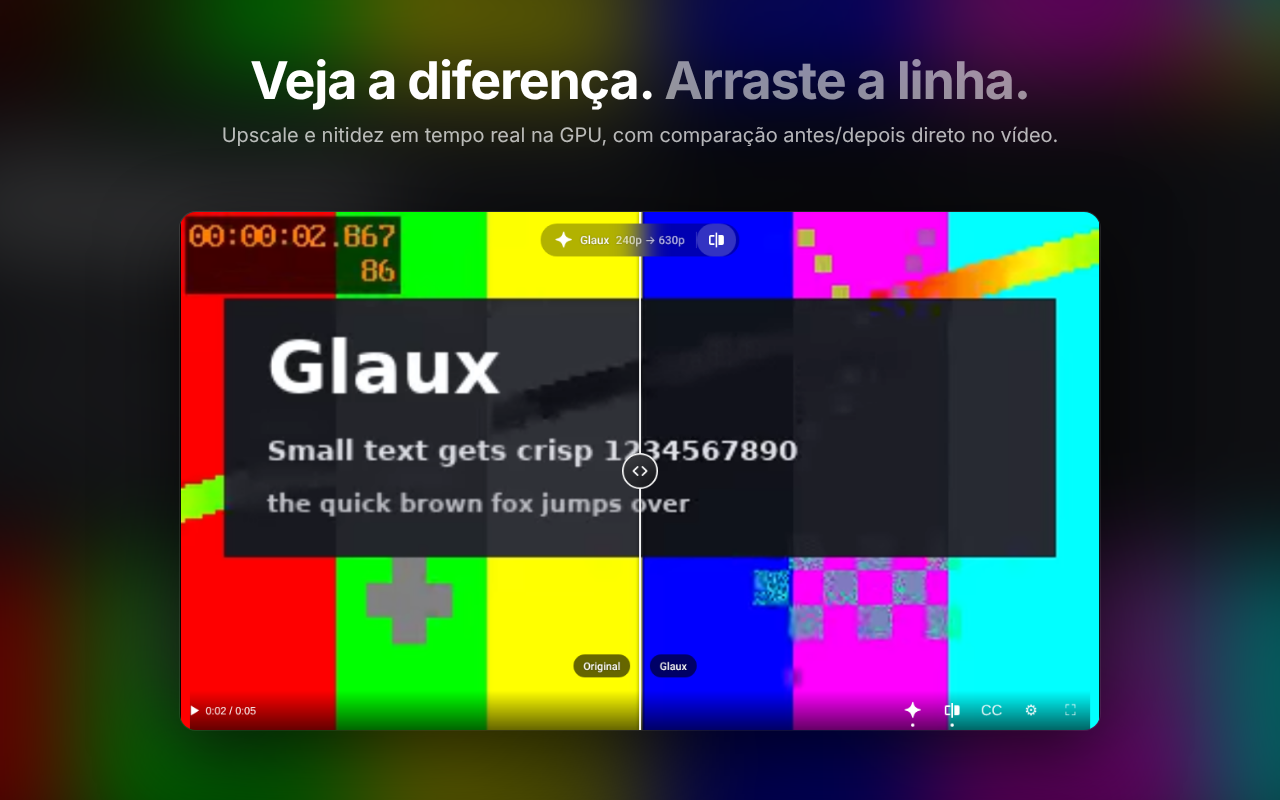 Veja a diferença. Arraste a linha.
Upscale e nitidez em tempo real na GPU, com comparação antes/depois direto no vídeo.
00:00:02.867
86
Glaux 240p → 630p
Glaux
Small text gets crisp 1234567890
the quick brown fox jumps over
Original
Glaux
0:02 / 0:05
CC